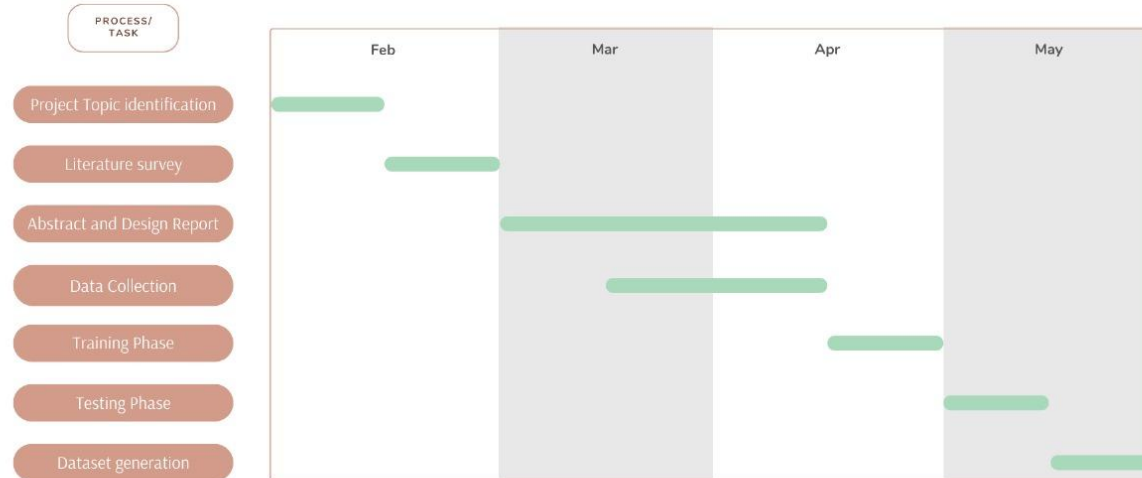 PROCESS/
TASK
Feb Mar Apr May
Project Topic identification
Literature survey
Abstract and Design Report
Data Collection
Training Phase
Testing Phase
Dataset generation